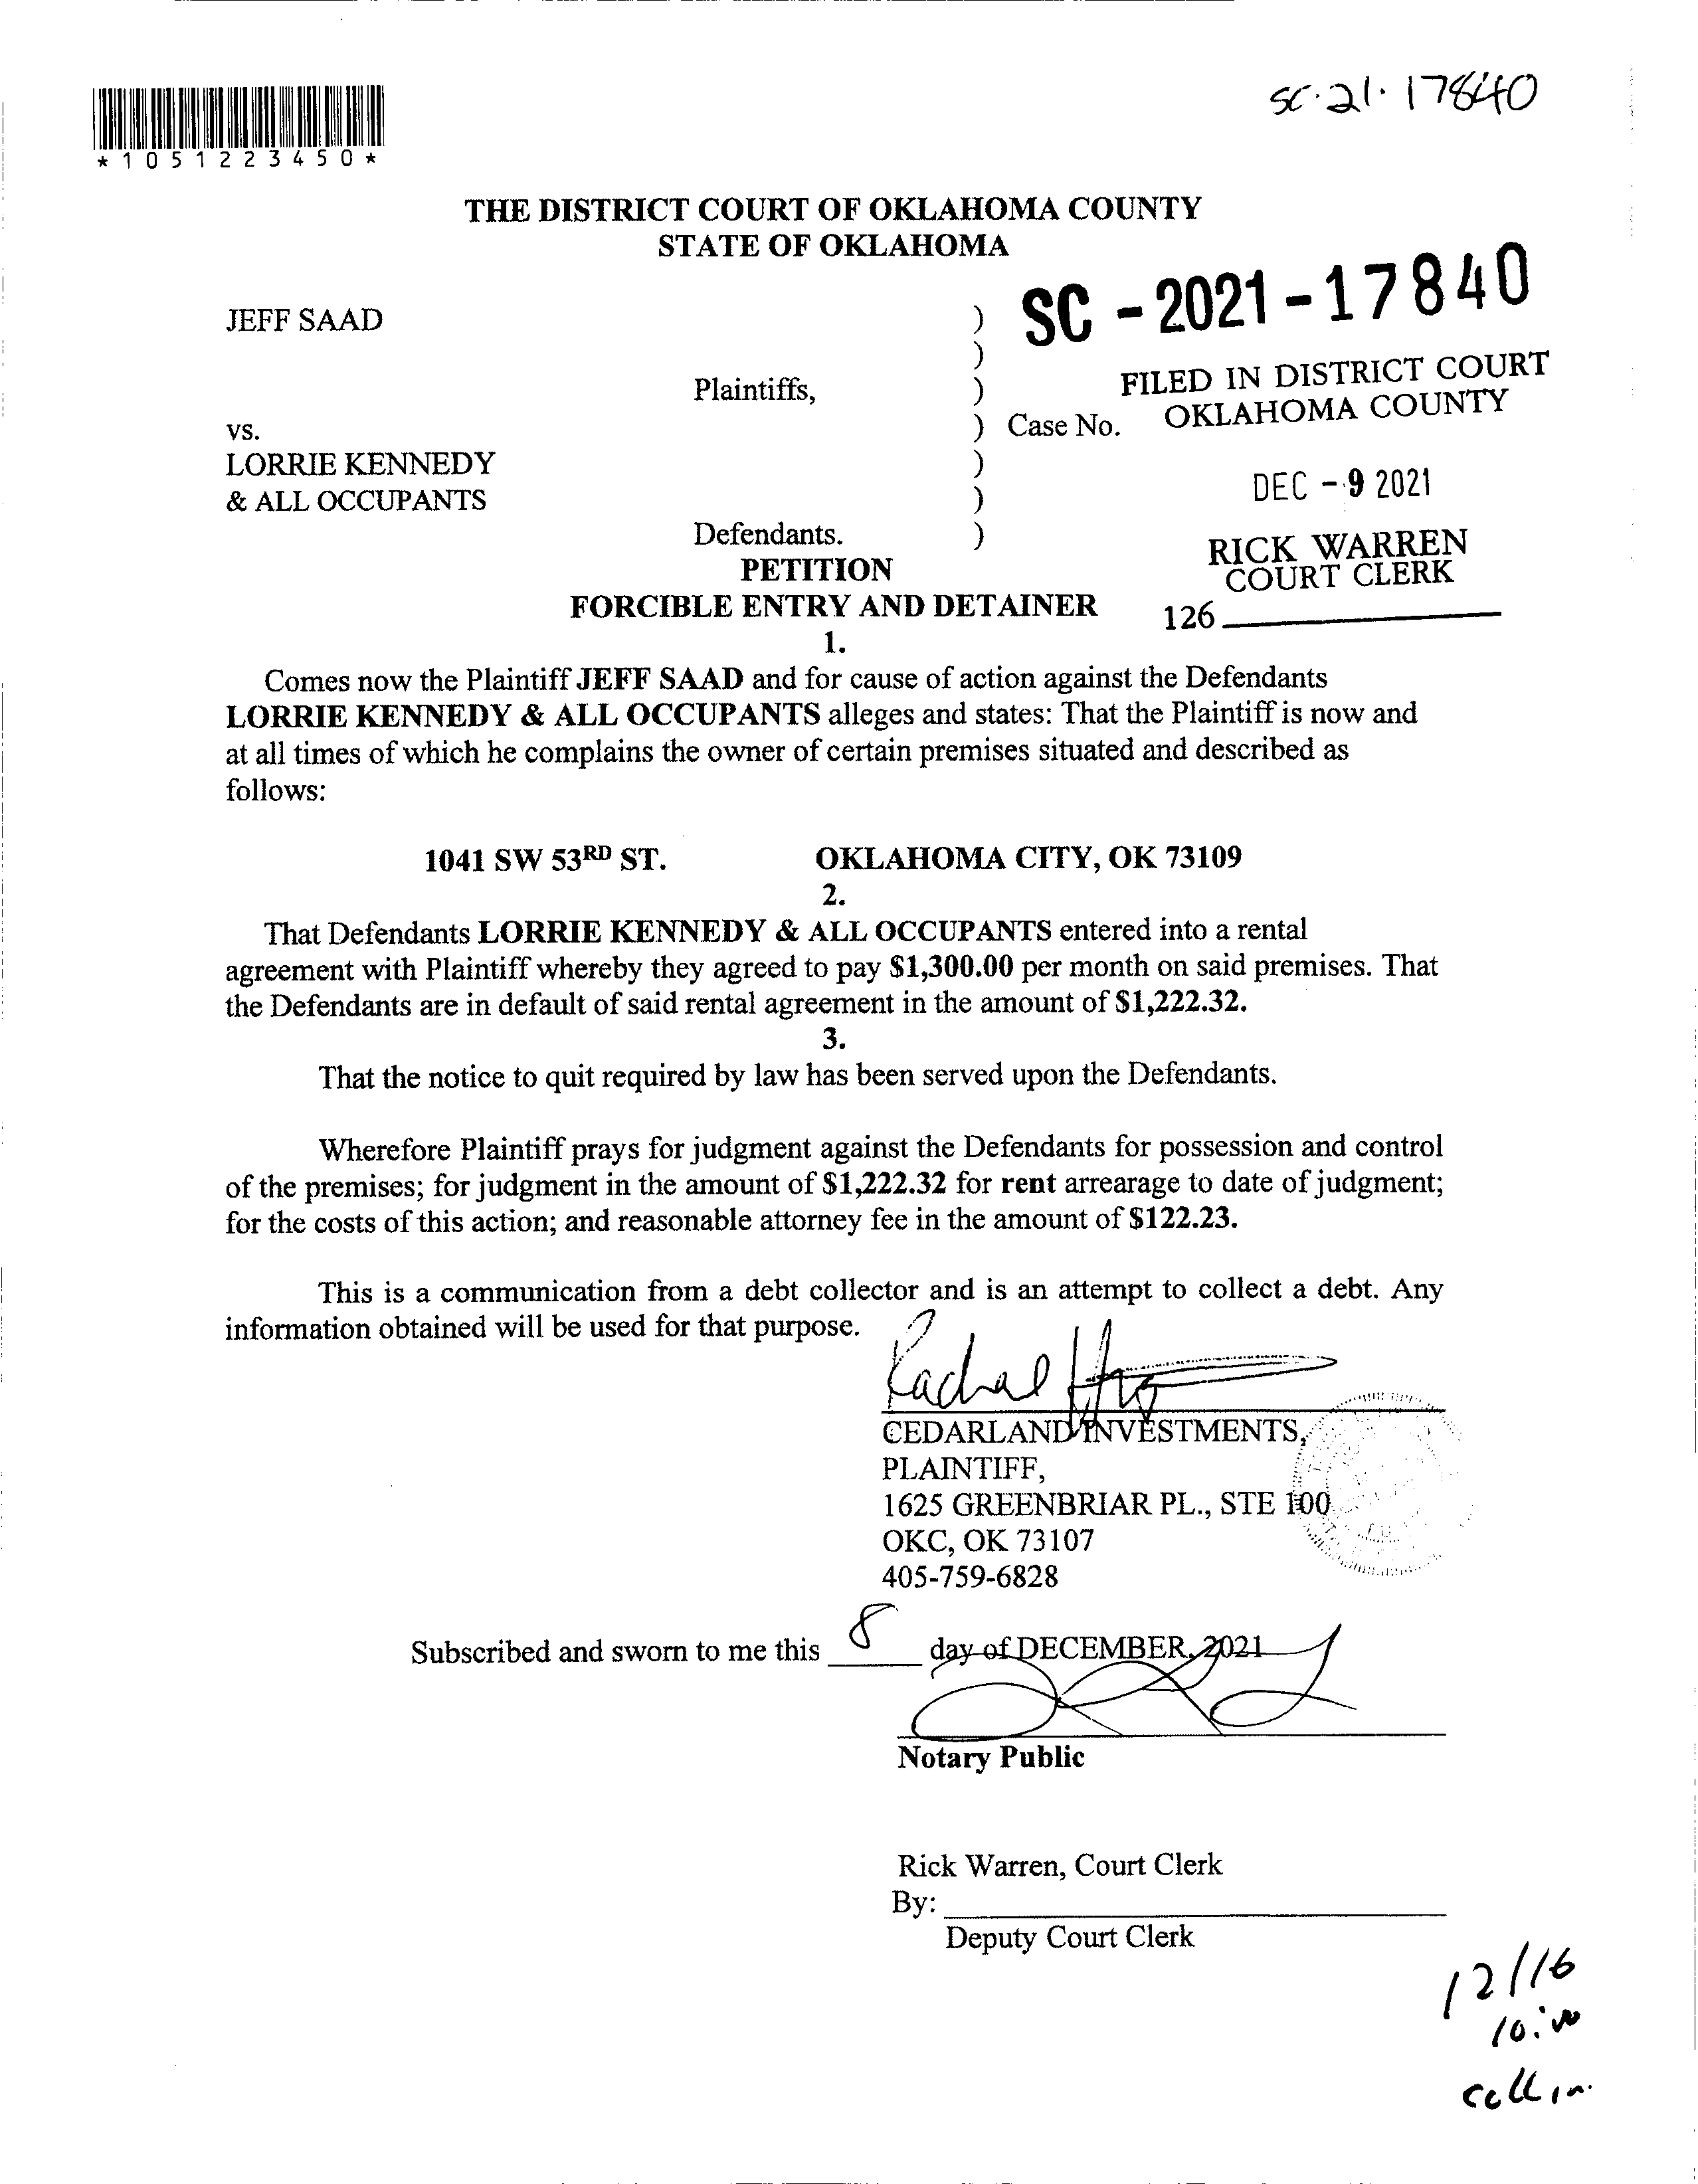 SC·21·17840
*1051223450*
THE DISTRICT COURT OF OKLAHOMA COUNTY
STATE OF OKLAHOMA
SC - 2021 - 17840
JEFF SAAD )
)
Plaintiffs, )
FILED IN DISTRICT COURT
OKLAHOMA COUNTY
vs. ) Case No.
LORRIE KENNEDY )
& ALL OCCUPANTS )
DEC - 9 2021
Defendants. )
RICK WARREN
COURT CLERK
126
PETITION
FORCIBLE ENTRY AND DETAINER
1.
Comes now the Plaintiff JEFF SAAD and for cause of action against the Defendants
LORRIE KENNEDY & ALL OCCUPANTS alleges and states: That the Plaintiff is now and
at all times of which he complains the owner of certain premises situated and described as
follows:
1041 SW 53RD ST. OKLAHOMA CITY, OK 73109
2.
That Defendants LORRIE KENNEDY & ALL OCCUPANTS entered into a rental
agreement with Plaintiff whereby they agreed to pay $1,300.00 per month on said premises. That
the Defendants are in default of said rental agreement in the amount of $1,222.32.
3.
That the notice to quit required by law has been served upon the Defendants.
Wherefore Plaintiff prays for judgment against the Defendants for possession and control
of the premises; for judgment in the amount of $1,222.32 for rent arrearage to date of judgment;
for the costs of this action; and reasonable attorney fee in the amount of $122.23.
This is a communication from a debt collector and is an attempt to collect a debt. Any
information obtained will be used for that purpose.
Rachael
CEDARLAND INVESTMENTS,
PLAINTIFF,
1625 GREENBRIAR PL., STE 100
OKC, OK 73107
405-759-6828
Subscribed and sworn to me this 8 day of DECEMBER, 2021
Notary Public
Rick Warren, Court Clerk
By:
Deputy Court Clerk
12/16
10:00